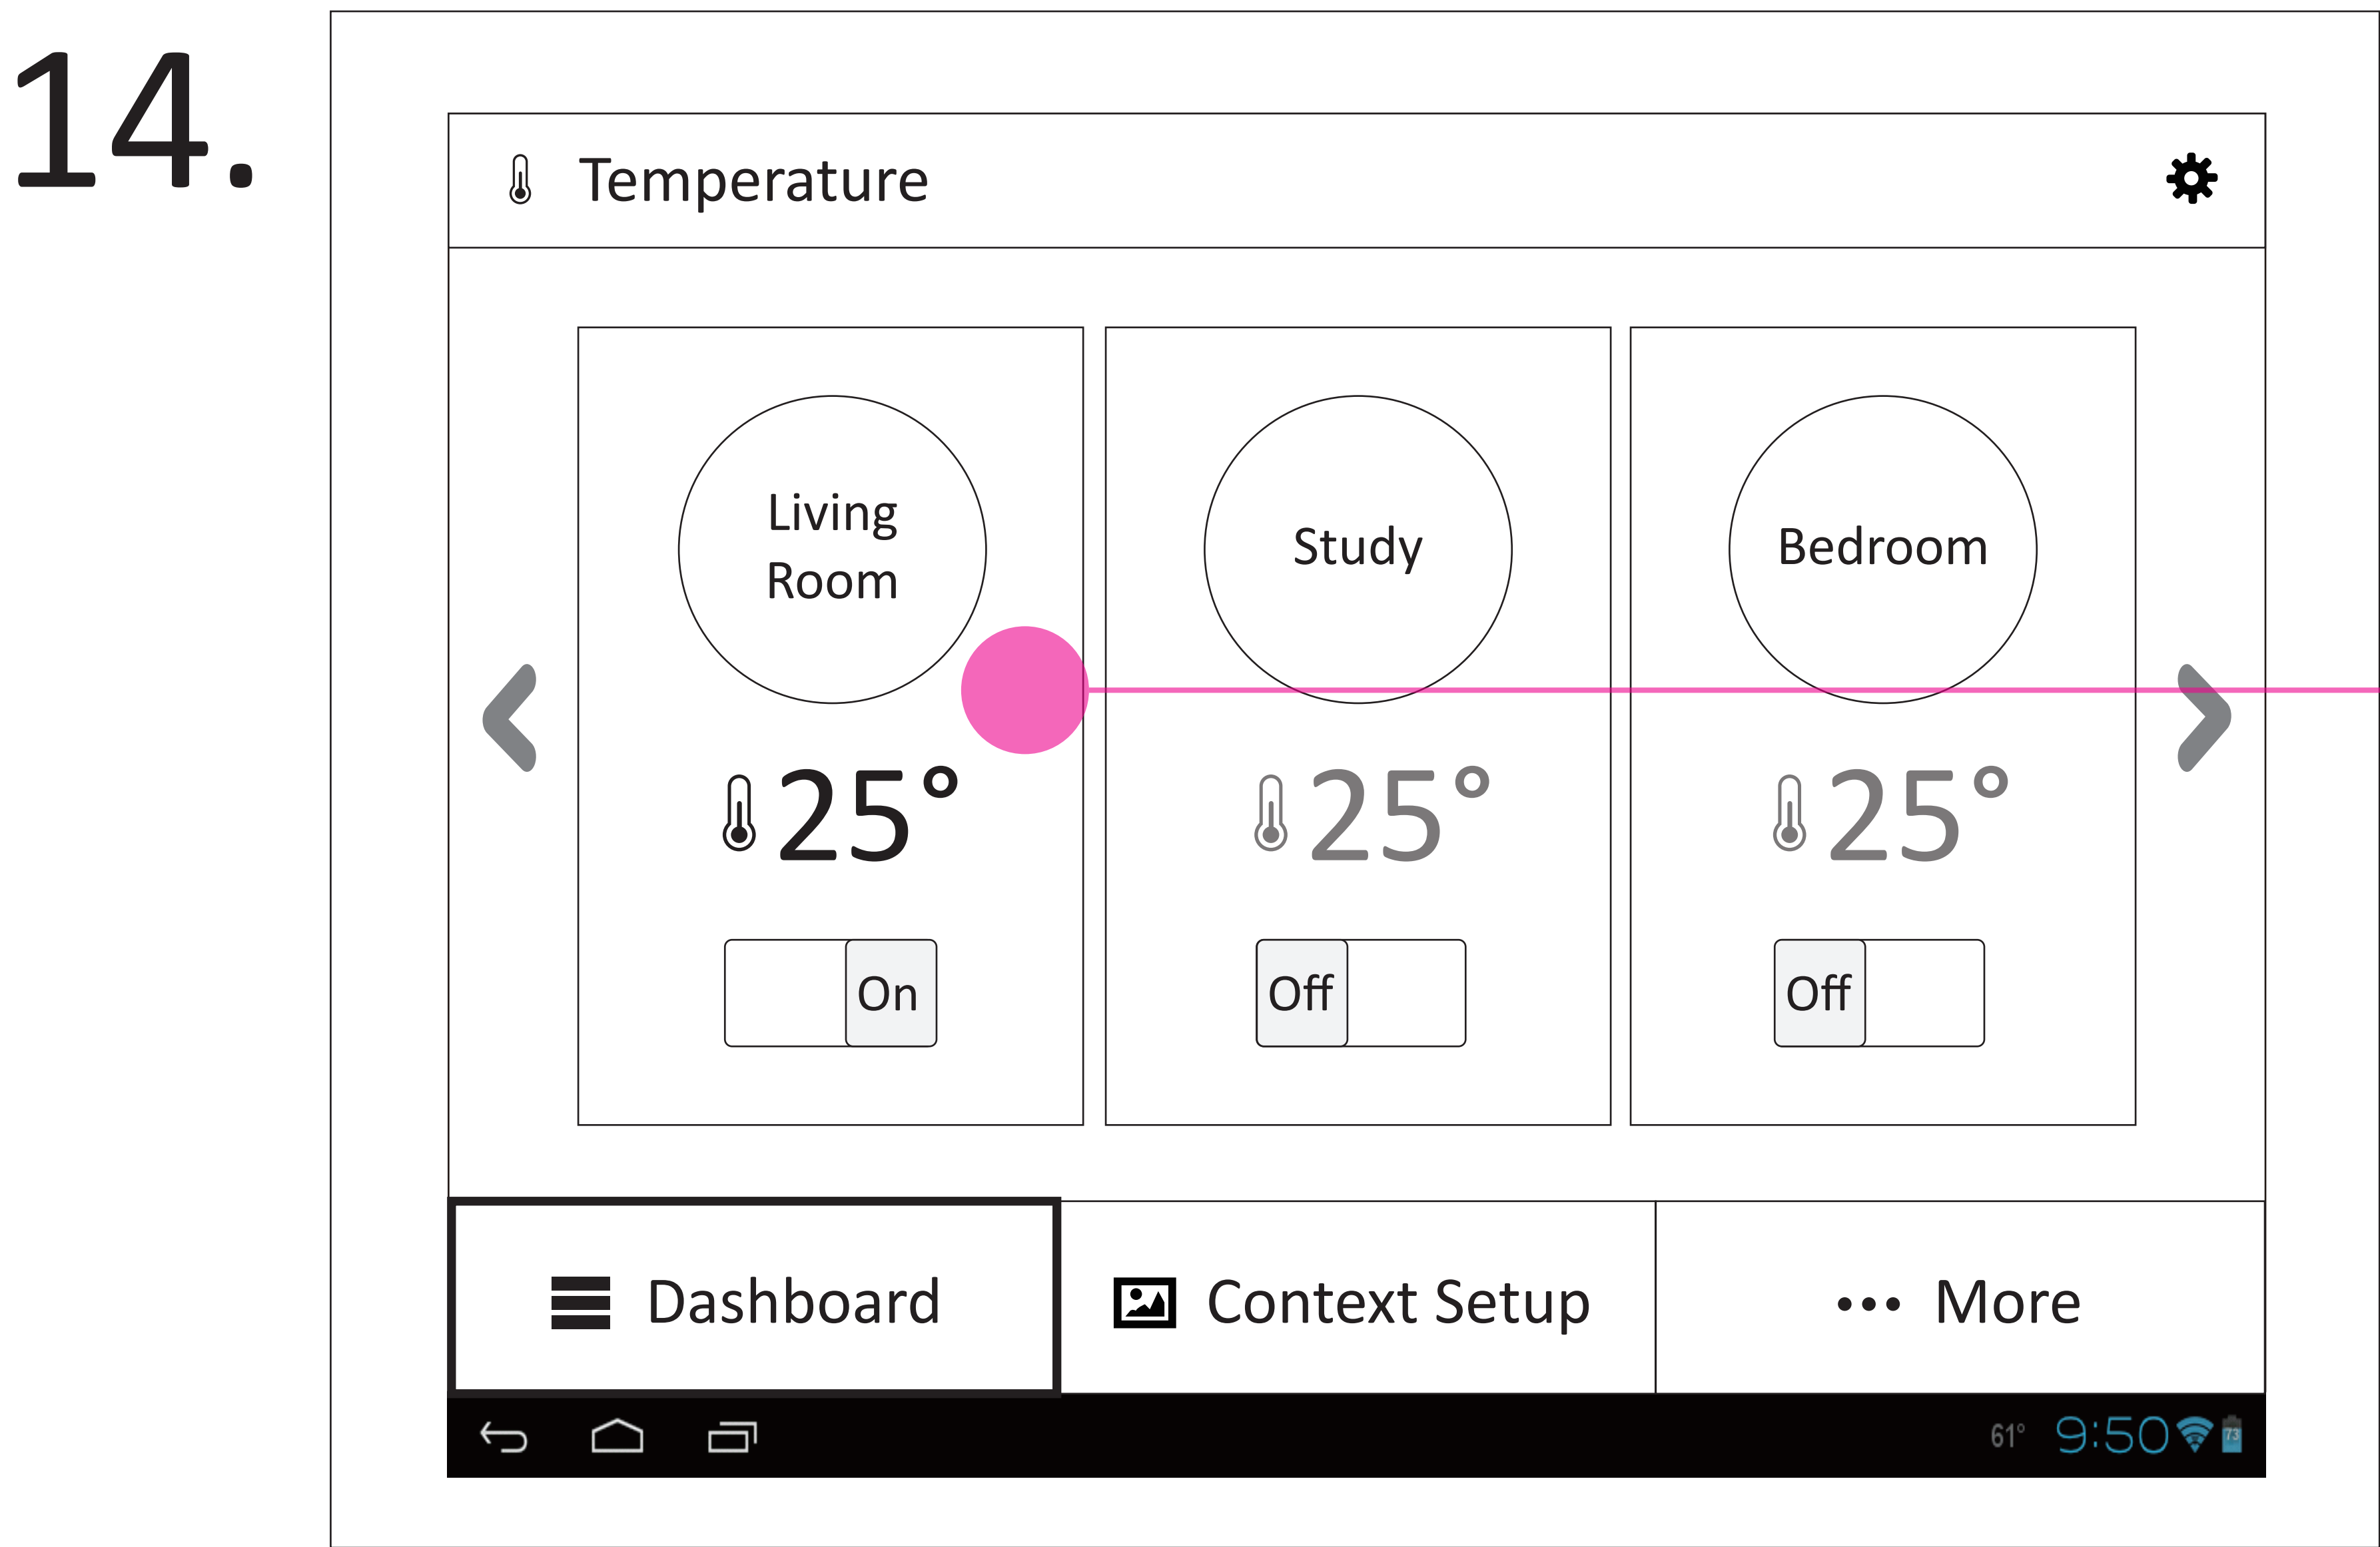 14.
Temperature
Living
Room
Study
Bedroom
25°
25°
25°
On
Off
Off
Dashboard
Context Setup
More
61°
9:50
73